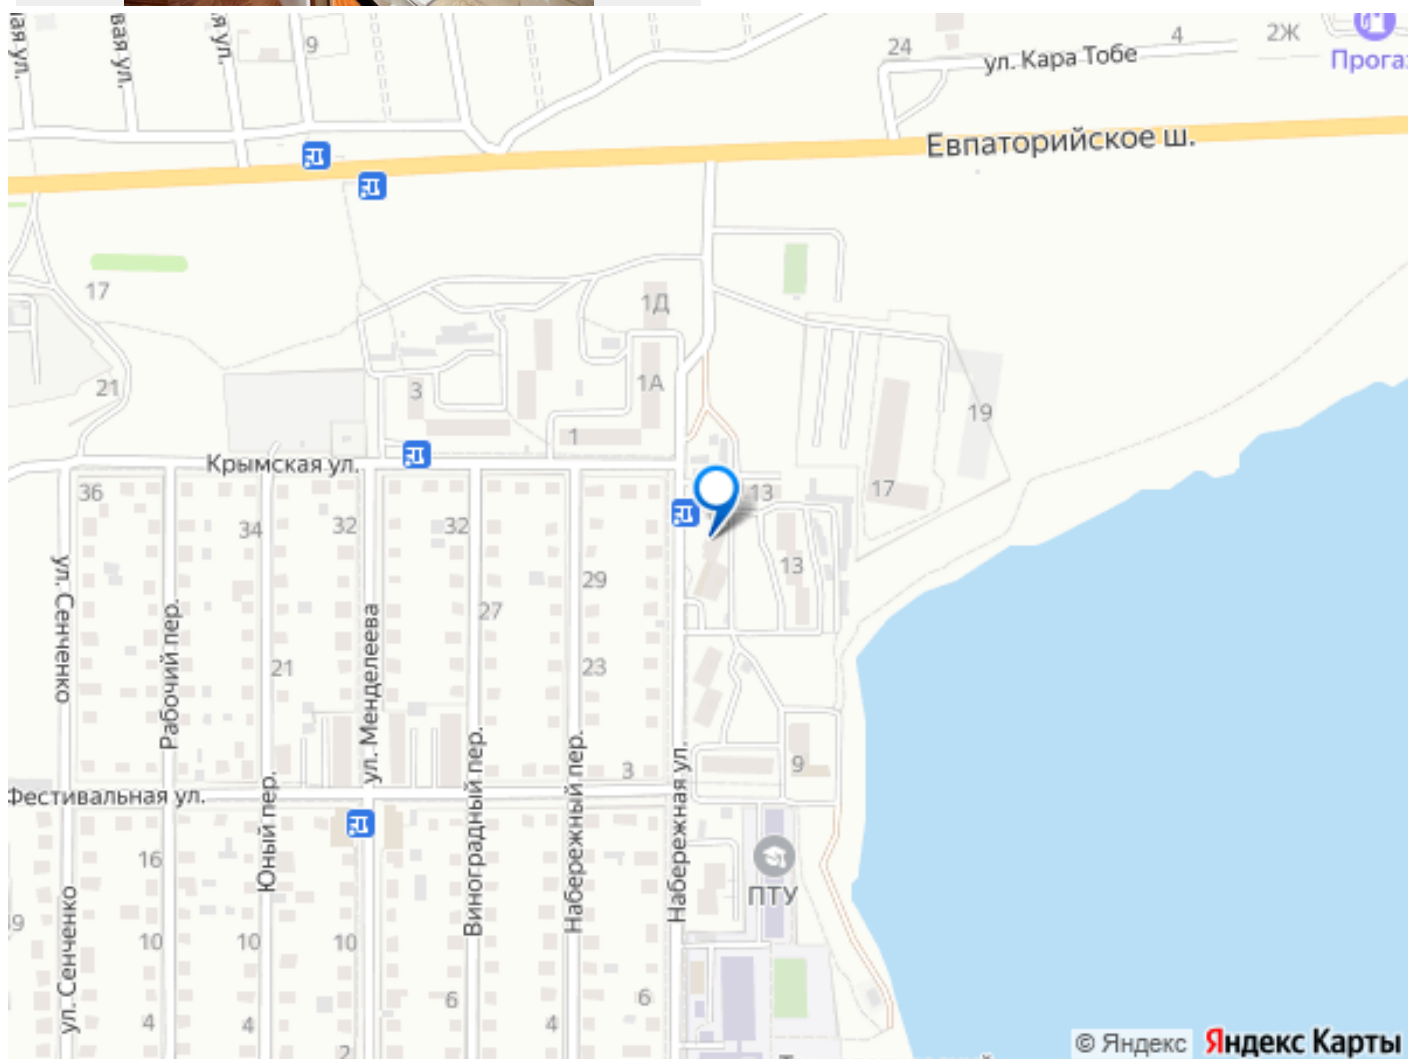 9
24
ул. Кара Тобе
4
2Ж
Прогаз
Евпаторийское ш.
17
1Д
21
3
1А
1
19
Крымская ул.
36
34
32
32
13
17
29
13
27
23
21
ул. Сенченко
Рабочий пер.
ул. Менделеева
Фестивальная ул.
Юный пер.
Виноградный пер.
Набережный пер.
3
Набережная ул.
9
16
ПТУ
10
10
10
ул. Сенченко
6
6
4
4
4
2
© Яндекс
Яндекс Карты